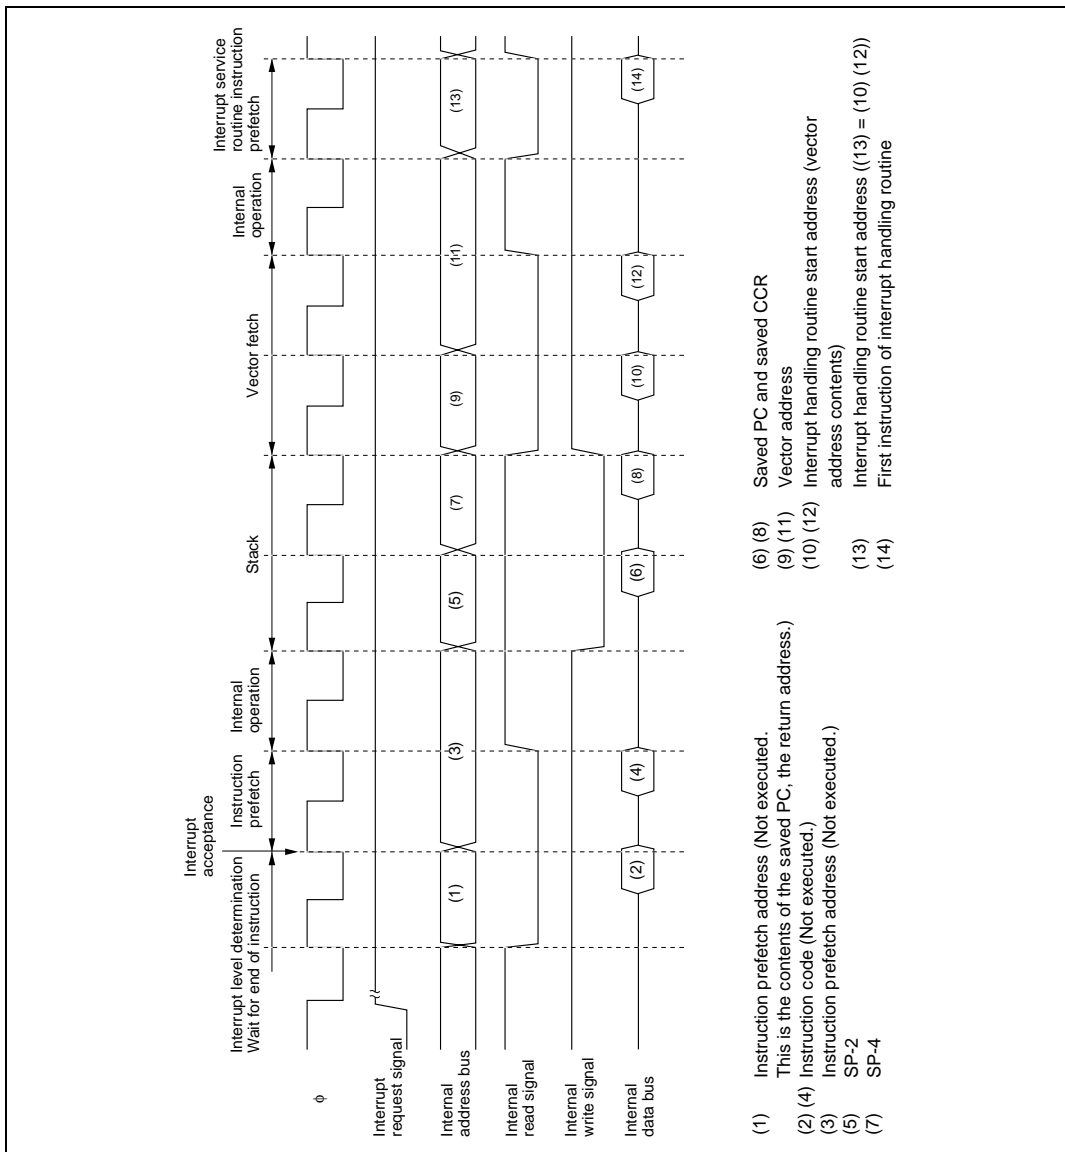 Interrupt level determination
Wait for end of instruction
Interrupt
acceptance
Instruction
prefetch
Internal
operation
Stack
Vector fetch
Internal
operation
Interrupt service
routine instruction
prefetch
φ
Interrupt
request signal
Internal
address bus
(1)
(3)
(5)
(7)
(9)
(11)
(13)
Internal
read signal
Internal
write signal
Internal
data bus
(2)
(4)
(6)
(8)
(10)
(12)
(14)
(1) Instruction prefetch address (Not executed.
This is the contents of the saved PC, the return address.)
(2) (4) Instruction code (Not executed.)
(3) Instruction prefetch address (Not executed.)
(5) SP-2
(7) SP-4
(6) (8) Saved PC and saved CCR
(9) (11) Vector address
(10) (12) Interrupt handling routine start address (vector
address contents)
(13) Interrupt handling routine start address ((13) = (10) (12))
(14) First instruction of interrupt handling routine